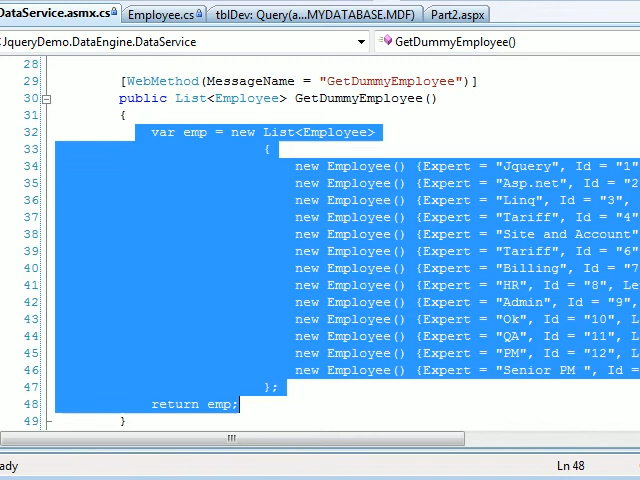 DataService.asmx.cs Employee.cs tblDev: Query(a...MYDATABASE.MDF) Part2.aspx
JqueryDemo.DataEngine.DataService GetDummyEmployee()
28
29 [WebMethod(MessageName = "GetDummyEmployee")]
30 public List<Employee> GetDummyEmployee()
31 {
32 var emp = new List<Employee>
33 {
34 new Employee() {Expert = "Jquery", Id = "1"
35 new Employee() {Expert = "Asp.net", Id = "2
36 new Employee() {Expert = "Linq", Id = "3",
37 new Employee() {Expert = "Tariff", Id = "4"
38 new Employee() {Expert = "Site and Account"
39 new Employee() {Expert = "Tariff", Id = "6"
40 new Employee() {Expert = "Billing", Id = "7
41 new Employee() {Expert = "HR", Id = "8", Le
42 new Employee() {Expert = "Admin", Id = "9",
43 new Employee() {Expert = "Ok", Id = "10", L
44 new Employee() {Expert = "QA", Id = "11", L
45 new Employee() {Expert = "PM", Id = "12", L
46 new Employee() {Expert = "Senior PM ", Id =
47 };
48 return emp;
49 }
eady Ln 48